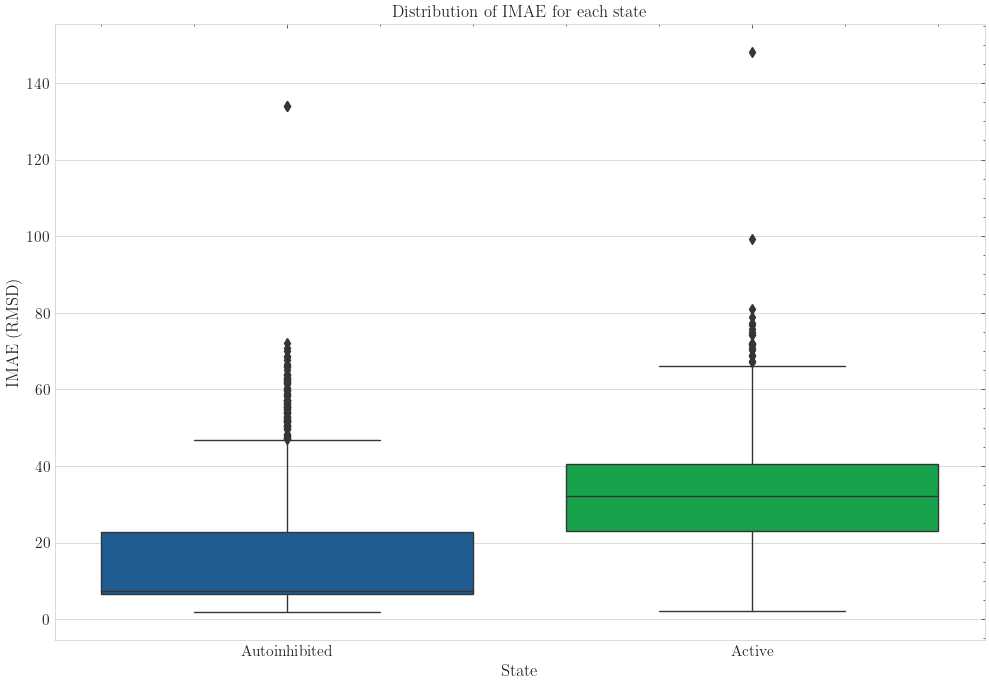 Distribution of IMAE for each state
140
120
100
80
60
40
20
0
IMAE (RMSD)
Autoinhibited
Active
State